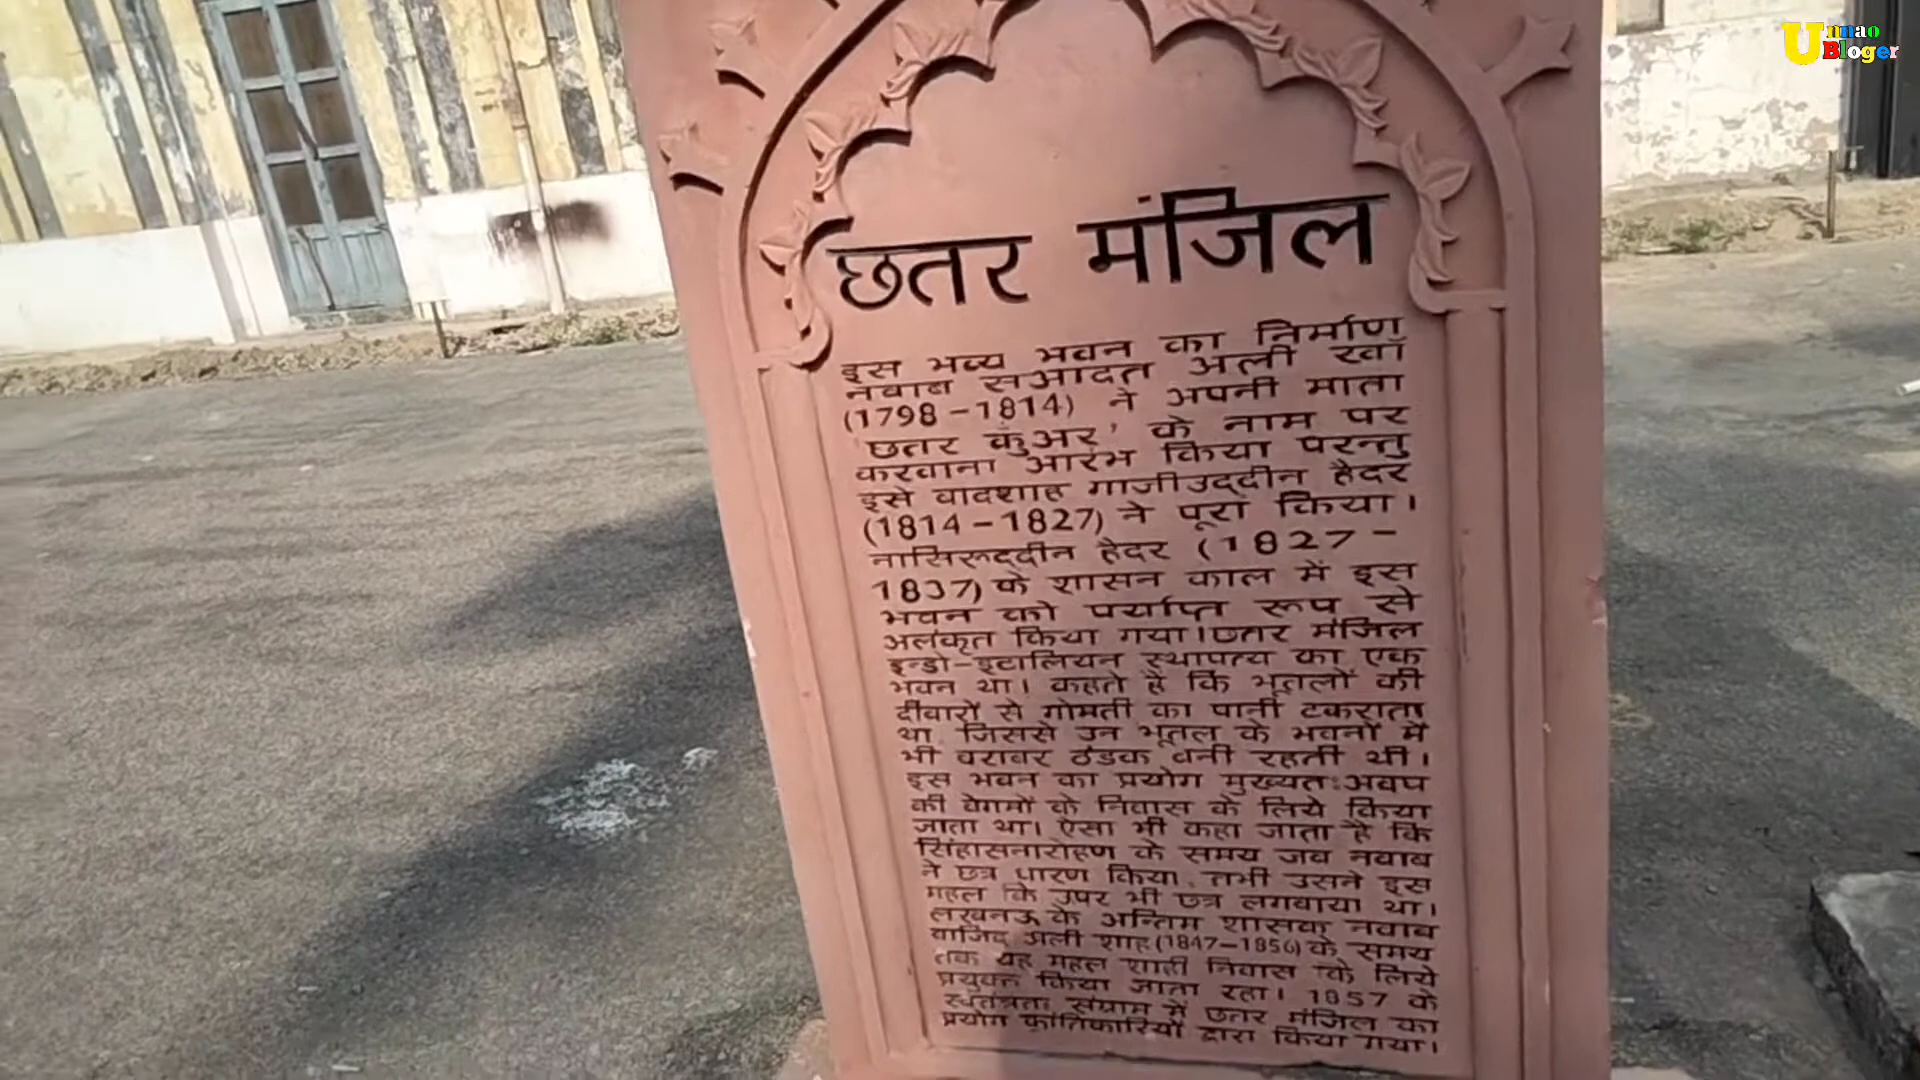 Unnao
Bloger
छतर मंजिल
इस भव्य भवन का निर्माण
नवाब सआदत अली खाँ
(1798-1814) ने अपनी माता
'छतर कुँअर' के नाम पर
करवाना आरंभ किया परन्तु
इसे बादशाह गाजीउद्दीन हैदर
(1814-1827) ने पूरा किया।
नासिरूद्दीन हैदर (1827-
1837) के शासन काल में इस
भवन को पर्याप्त रूप से
अलंकृत किया गया। छतर मंजिल
इन्डो-इटालियन स्थापत्य का एक
भवन था। कहते है कि भूतलों की
दीवारों से गोमती का पानी टकराता
था, जिससे उन भूतल के भवनों में
भी बराबर ठंडक बनी रहती थी।
इस भवन का प्रयोग मुख्यतः अवध
की बेगमों के निवास के लिये किया
जाता था। ऐसा भी कहा जाता है कि
सिंहासनारोहण के समय जब नवाब
ने छत्र धारण किया, तभी उसने इस
महल कि उपर भी छत्र लगवाया था।
लखनऊ के अन्तिम शासक नवाब
वाजिद अली शाह (1847-1856) के समय
तक यह महल शाही निवास के लिये
प्रयुक्त किया जाता रहा। 1857 के
स्वतंत्रता संग्राम में छतर मंजिल का
प्रयोग क्रांतिकारियों द्वारा किया गया।